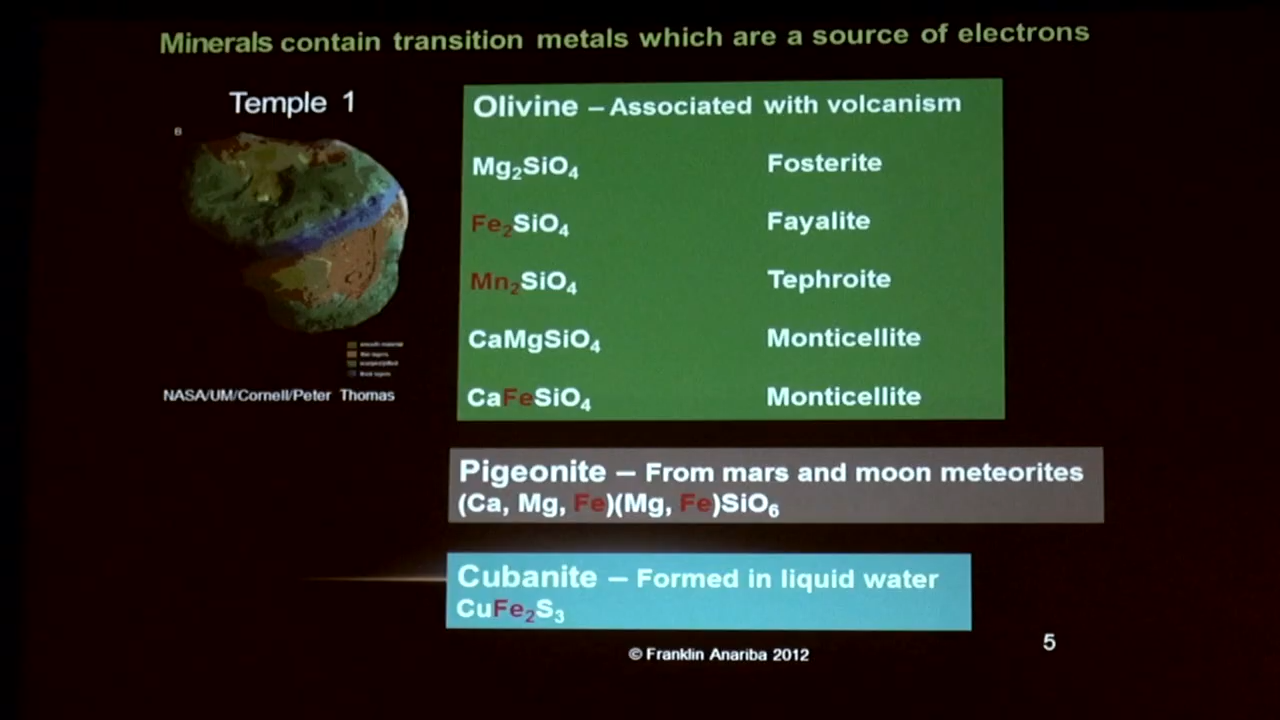 Minerals contain transition metals which are a source of electrons
Temple 1
6
NASA/UM/Cornell/Peter Thomas
Olivine – Associated with volcanism
Mg₂SiO₄ Fosterite
Fe₂SiO₄ Fayalite
Mn₂SiO₄ Tephroite
CaMgSiO₄ Monticellite
CaFeSiO₄ Monticellite
Pigeonite – From mars and moon meteorites
(Ca, Mg, Fe)(Mg, Fe)SiO₆
Cubanite – Formed in liquid water
CuFe₂S₃
© Franklin Anariba 2012
5